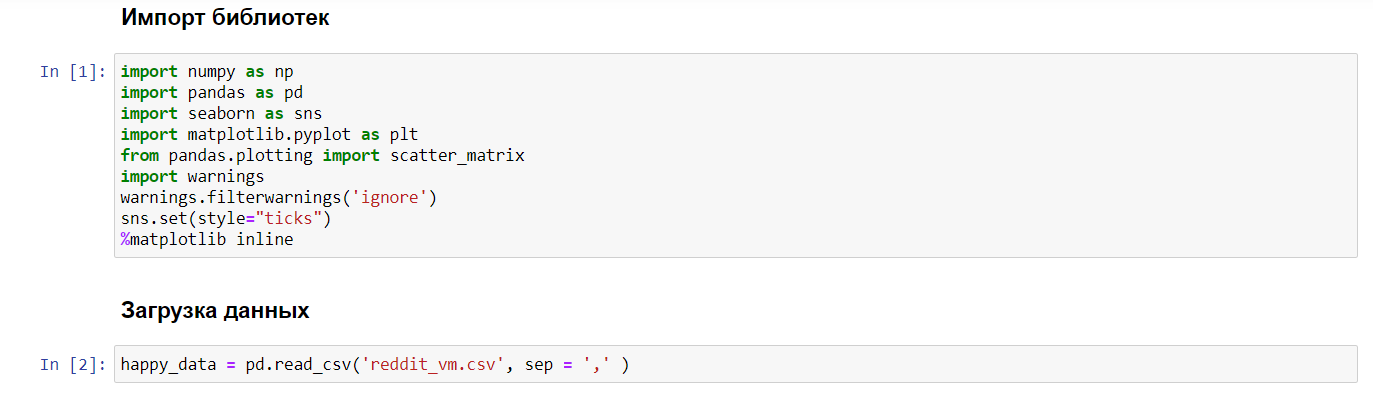 Импорт библиотек
In [1]: import numpy as np
import pandas as pd
import seaborn as sns
import matplotlib.pyplot as plt
from pandas.plotting import scatter_matrix
import warnings
warnings.filterwarnings('ignore')
sns.set(style="ticks")
%matplotlib inline
Загрузка данных
In [2]: happy_data = pd.read_csv('reddit_vm.csv', sep = ',' )